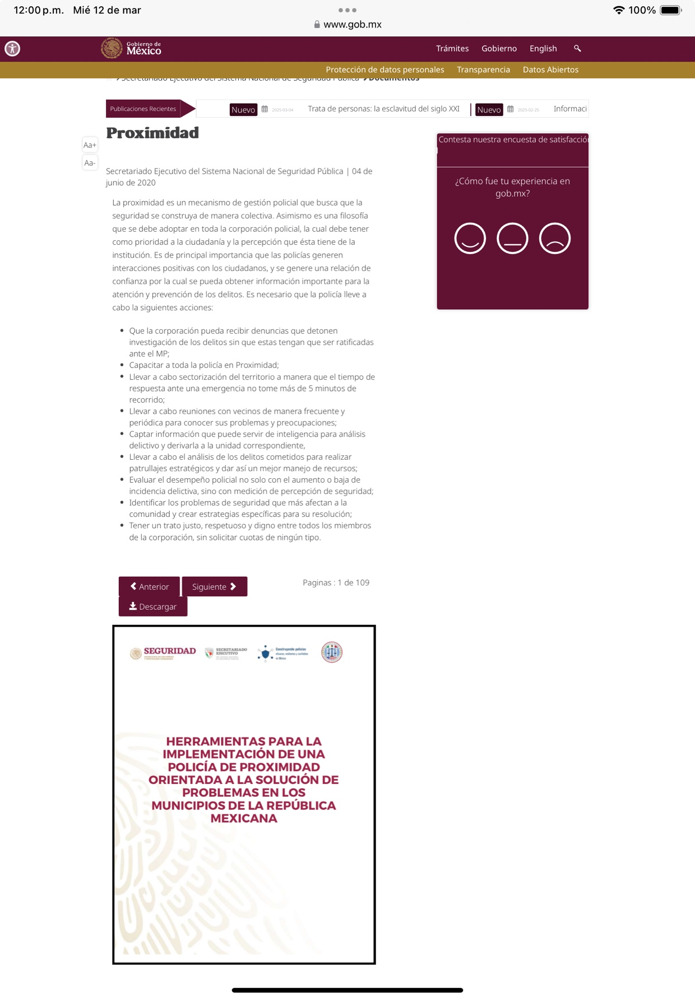 12:00 p.m. Mié 12 de mar
100%
www.gob.mx
Gobierno de
México
Trámites Gobierno English
Protección de datos personales Transparencia Datos Abiertos
Secretariado Ejecutivo del Sistema Nacional de Seguridad Pública Documentos
Publicaciones Recientes
Nuevo 2025-03-04 Trata de personas: la esclavitud del siglo XXI Nuevo 2025-02-25 Informaci
Proximidad
Aa+
Aa-
Secretariado Ejecutivo del Sistema Nacional de Seguridad Pública | 04 de
junio de 2020
La proximidad es un mecanismo de gestión policial que busca que la
seguridad se construya de manera colectiva. Asimismo es una filosofía
que se debe adoptar en toda la corporación policial, la cual debe tener
como prioridad a la ciudadanía y la percepción que ésta tiene de la
institución. Es de principal importancia que las policías generen
interacciones positivas con los ciudadanos, y se genere una relación de
confianza por la cual se pueda obtener información importante para la
atención y prevención de los delitos. Es necesario que la policía lleve a
cabo la siguientes acciones:
• Que la corporación pueda recibir denuncias que detonen
investigación de los delitos sin que estas tengan que ser ratificadas
ante el MP;
• Capacitar a toda la policía en Proximidad;
• Llevar a cabo sectorización del territorio a manera que el tiempo de
respuesta ante una emergencia no tome más de 5 minutos de
recorrido;
• Llevar a cabo reuniones con vecinos de manera frecuente y
periódica para conocer sus problemas y preocupaciones;
• Captar información que puede servir de inteligencia para análisis
delictivo y derivarla a la unidad correspondiente,
• Llevar a cabo el análisis de los delitos cometidos para realizar
patrullajes estratégicos y dar así un mejor manejo de recursos;
• Evaluar el desempeño policial no solo con el aumento o baja de
incidencia delictiva, sino con medición de percepción de seguridad;
• Identificar los problemas de seguridad que más afectan a la
comunidad y crear estrategias específicas para su resolución;
• Tener un trato justo, respetuoso y digno entre todos los miembros
de la corporación, sin solicitar cuotas de ningún tipo.
Contesta nuestra encuesta de satisfacción
¿Cómo fue tu experiencia en
gob.mx?
Anterior Siguiente Paginas : 1 de 109
Descargar
SEGURIDAD
SECRETARIADO
EJECUTIVO
Construyendo policías
eficaces, resilientes y confiables
en México
HERRAMIENTAS PARA LA
IMPLEMENTACIÓN DE UNA
POLICÍA DE PROXIMIDAD
ORIENTADA A LA SOLUCIÓN DE
PROBLEMAS EN LOS
MUNICIPIOS DE LA REPÚBLICA
MEXICANA